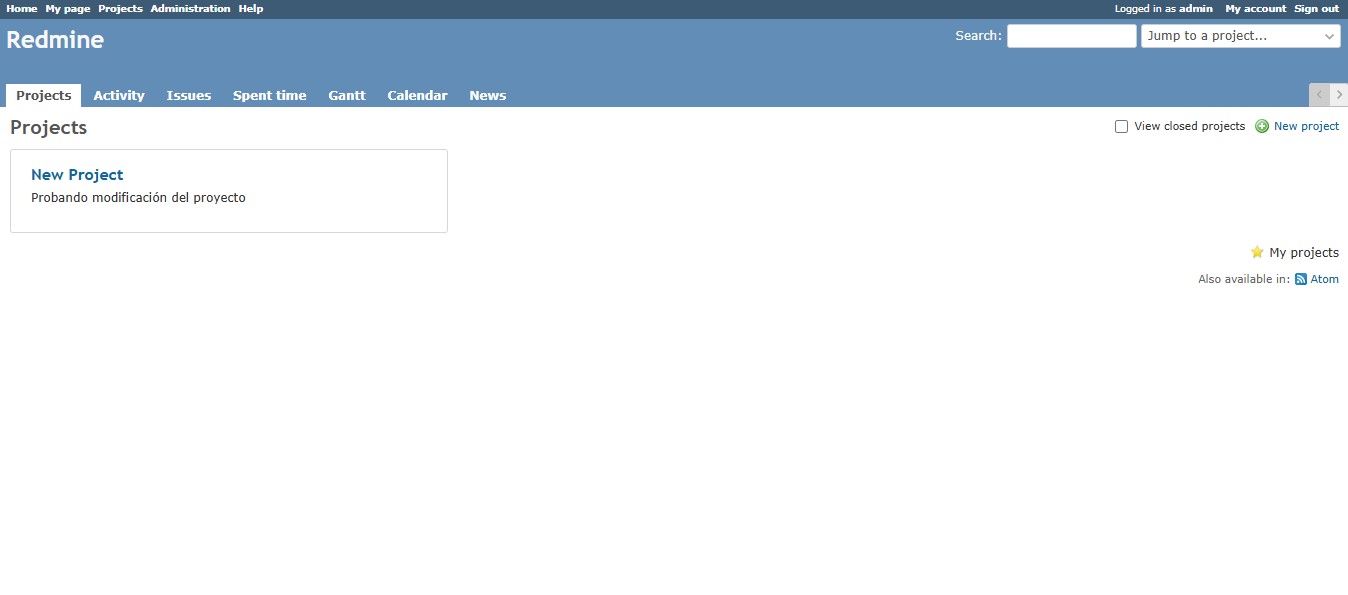 Home My page Projects Administration Help Logged in as admin My account Sign out
Redmine Search: Jump to a project...
Projects Activity Issues Spent time Gantt Calendar News
Projects View closed projects New project
New Project
Probando modificación del proyecto
My projects
Also available in: Atom